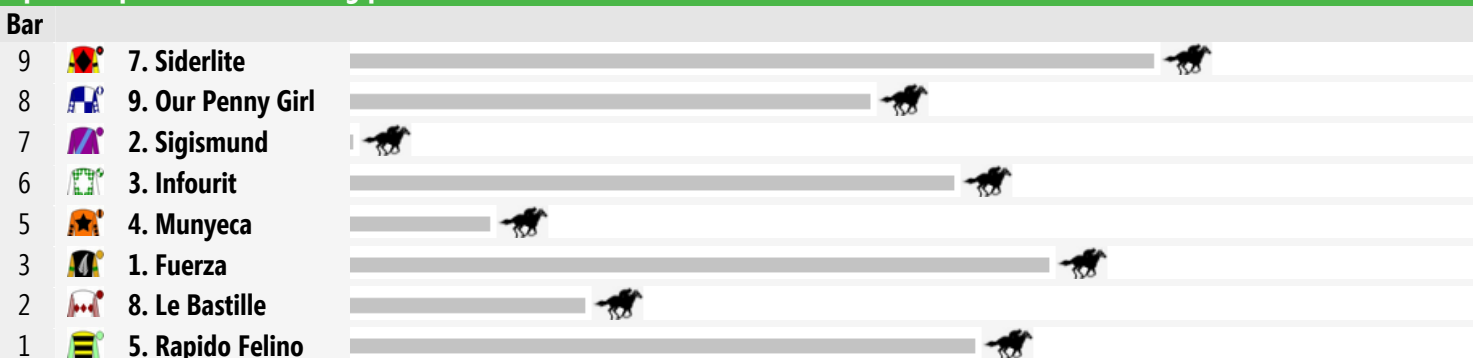 Bar
9 7. Siderlite
8 9. Our Penny Girl
7 2. Sigismund
6 3. Infourit
5 4. Munyeca
3 1. Fuerza
2 8. Le Bastille
1 5. Rapido Felino